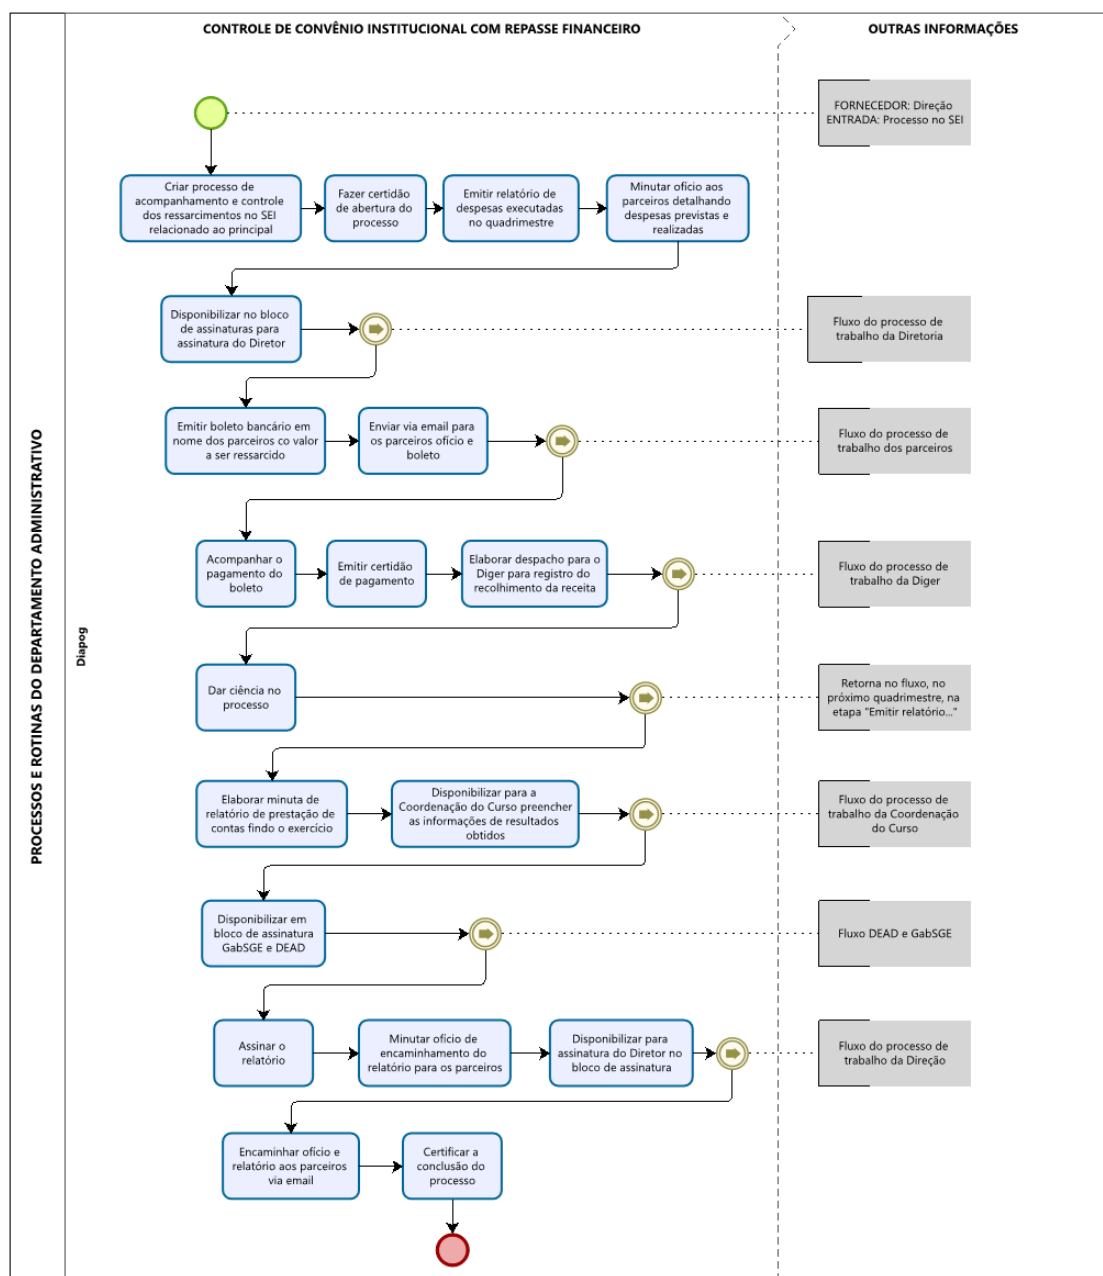 CONTROLE DE CONVÊNIO INSTITUCIONAL COM REPASSE FINANCEIRO
OUTRAS INFORMAÇÕES
PROCESSOS E ROTINAS DO DEPARTAMENTO ADMINISTRATIVO
Diapog
FORNECEDOR: Direção
ENTRADA: Processo no SEI
Criar processo de
acompanhamento e controle
dos ressarcimentos no SEI
relacionado ao principal
Fazer certidão
de abertura do
processo
Emitir relatório de
despesas executadas
no quadrimestre
Minutar ofício aos
parceiros detalhando
despesas previstas e
realizadas
Disponibilizar no bloco
de assinaturas para
assinatura do Diretor
Fluxo do processo de
trabalho da Diretoria
Emitir boleto bancário em
nome dos parceiros co valor
a ser ressarcido
Enviar via email para
os parceiros ofício e
boleto
Fluxo do processo de
trabalho dos parceiros
Acompanhar o
pagamento do
boleto
Emitir certidão
de pagamento
Elaborar despacho para o
Diger para registro do
recolhimento da receita
Fluxo do processo de
trabalho da Diger
Dar ciência no
processo
Retorna no fluxo, no
próximo quadrimestre, na
etapa "Emitir relatório..."
Elaborar minuta de
relatório de prestação de
contas findo o exercício
Disponibilizar para a
Coordenação do Curso preencher
as informações de resultados
obtidos
Fluxo do processo de
trabalho da Coordenação
do Curso
Disponibilizar em
bloco de assinatura
GabSGE e DEAD
Fluxo DEAD e GabSGE
Assinar o
relatório
Minutar ofício de
encaminhamento do
relatório para os parceiros
Disponibilizar para
assinatura do Diretor no
bloco de assinatura
Fluxo do processo de
trabalho da Direção
Encaminhar ofício e
relatório aos parceiros
via email
Certificar a
conclusão do
processo